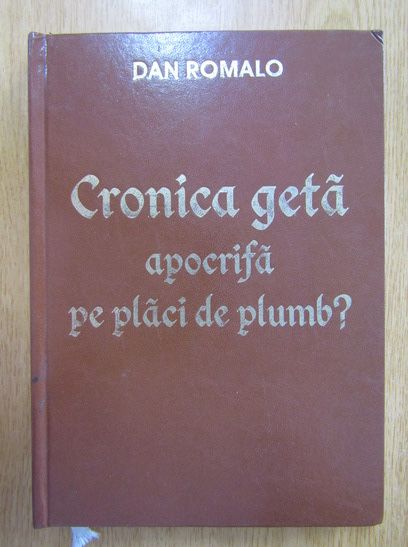 DAN ROMALO
Cronica getă
apocrifă
pe plăci de plumb?